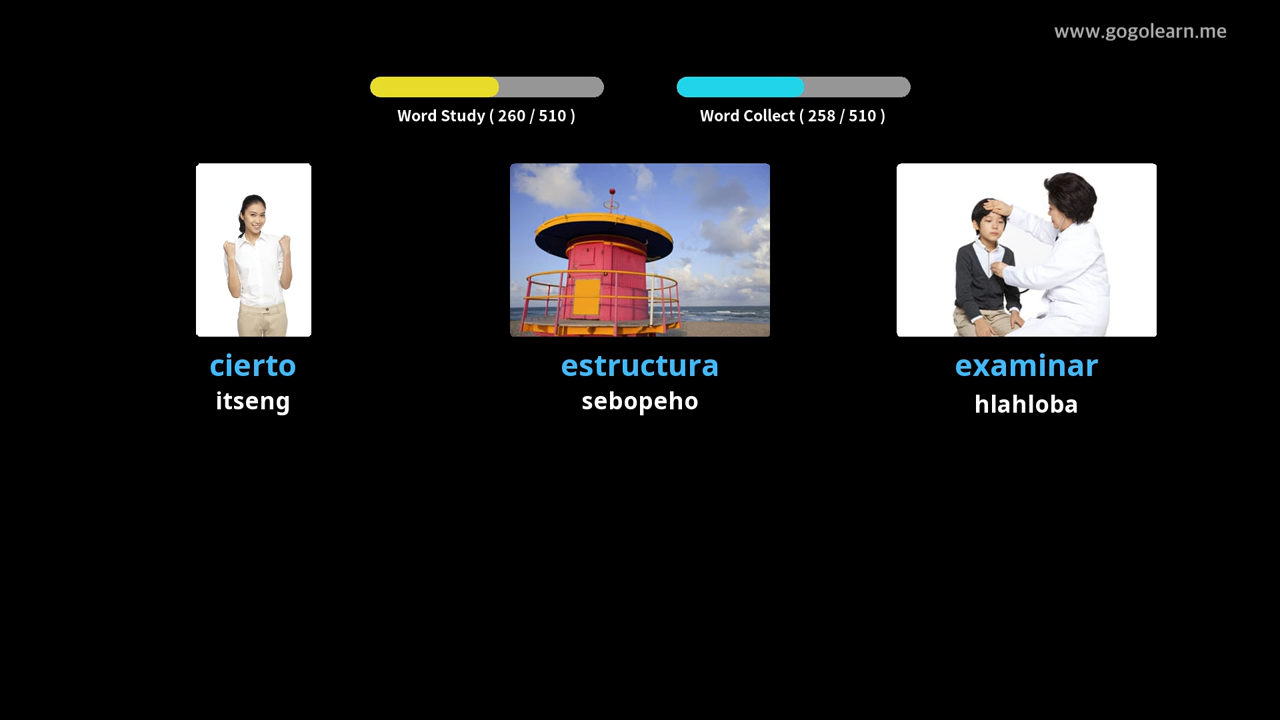 www.gogolearn.me
Word Study ( 260 / 510 )
Word Collect ( 258 / 510 )
cierto
itseng
estructura
sebopeho
examinar
hlahloba